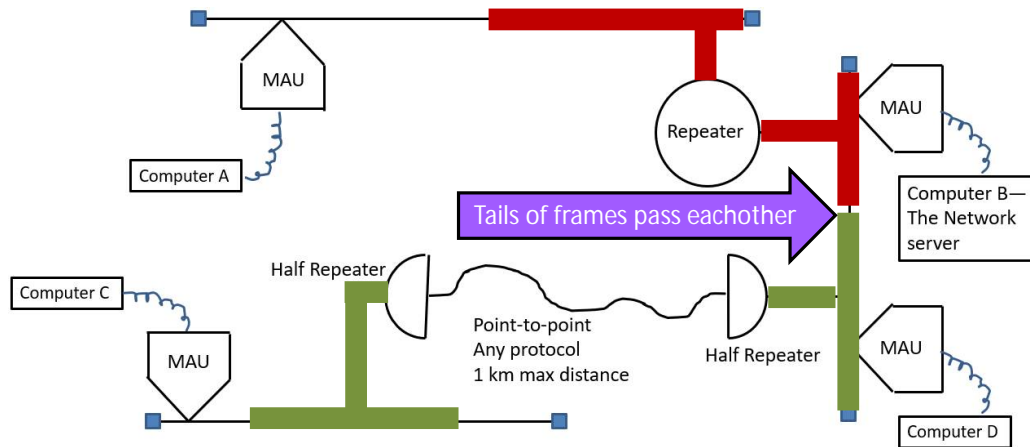 MAU
MAU
Repeater
Computer A
Computer B—
The Network
server
Tails of frames pass eachother
Half Repeater
Computer C
Point-to-point
Any protocol
1 km max distance
Half Repeater
MAU
MAU
Computer D